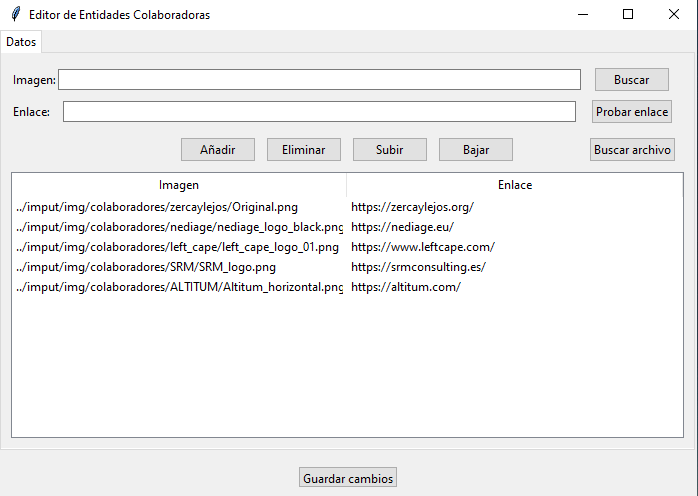 Editor de Entidades Colaboradoras
Datos
Imagen: Buscar
Enlace: Probar enlace
Añadir Eliminar Subir Bajar Buscar archivo
Imagen Enlace
../imput/img/colaboradores/zercaylejos/Original.png https://zercaylejos.org/
../imput/img/colaboradores/nediage/nediage_logo_black.png https://nediage.eu/
../imput/img/colaboradores/left_cape/left_cape_logo_01.png https://www.leftcape.com/
../imput/img/colaboradores/SRM/SRM_logo.png https://srmconsulting.es/
../imput/img/colaboradores/ALTITUM/Altitum_horizontal.png https://altitum.com/
Guardar cambios